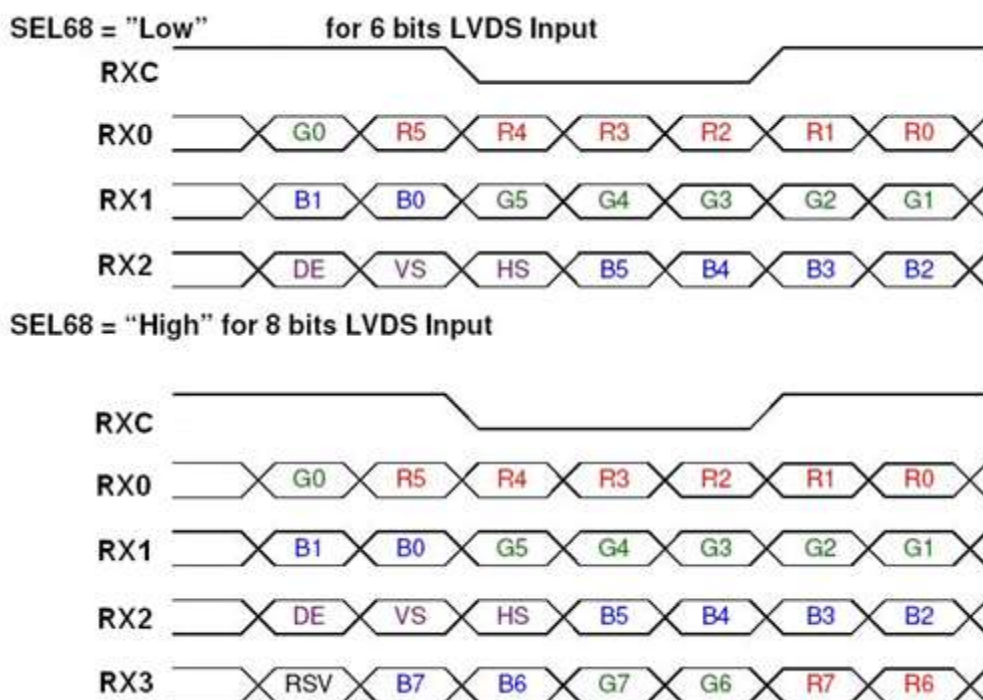 SEL68 = ”Low” for 6 bits LVDS Input
RXC
RX0 G0 R5 R4 R3 R2 R1 R0
RX1 B1 B0 G5 G4 G3 G2 G1
RX2 DE VS HS B5 B4 B3 B2
SEL68 = “High” for 8 bits LVDS Input
RXC
RX0 G0 R5 R4 R3 R2 R1 R0
RX1 B1 B0 G5 G4 G3 G2 G1
RX2 DE VS HS B5 B4 B3 B2
RX3 RSV B7 B6 G7 G6 R7 R6